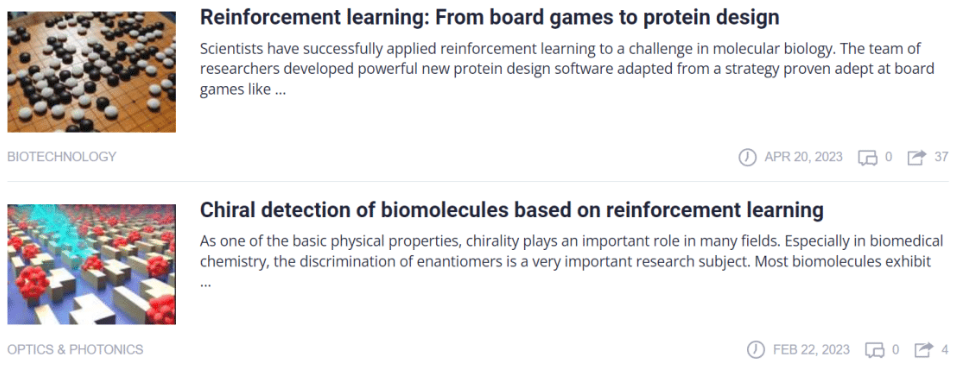 Reinforcement learning: From board games to protein design
Scientists have successfully applied reinforcement learning to a challenge in molecular biology. The team of
researchers developed powerful new protein design software adapted from a strategy proven adept at board
games like ...
BIOTECHNOLOGY
APR 20, 2023 0 37
Chiral detection of biomolecules based on reinforcement learning
As one of the basic physical properties, chirality plays an important role in many fields. Especially in biomedical
chemistry, the discrimination of enantiomers is a very important research subject. Most biomolecules exhibit
...
OPTICS & PHOTONICS
FEB 22, 2023 0 4